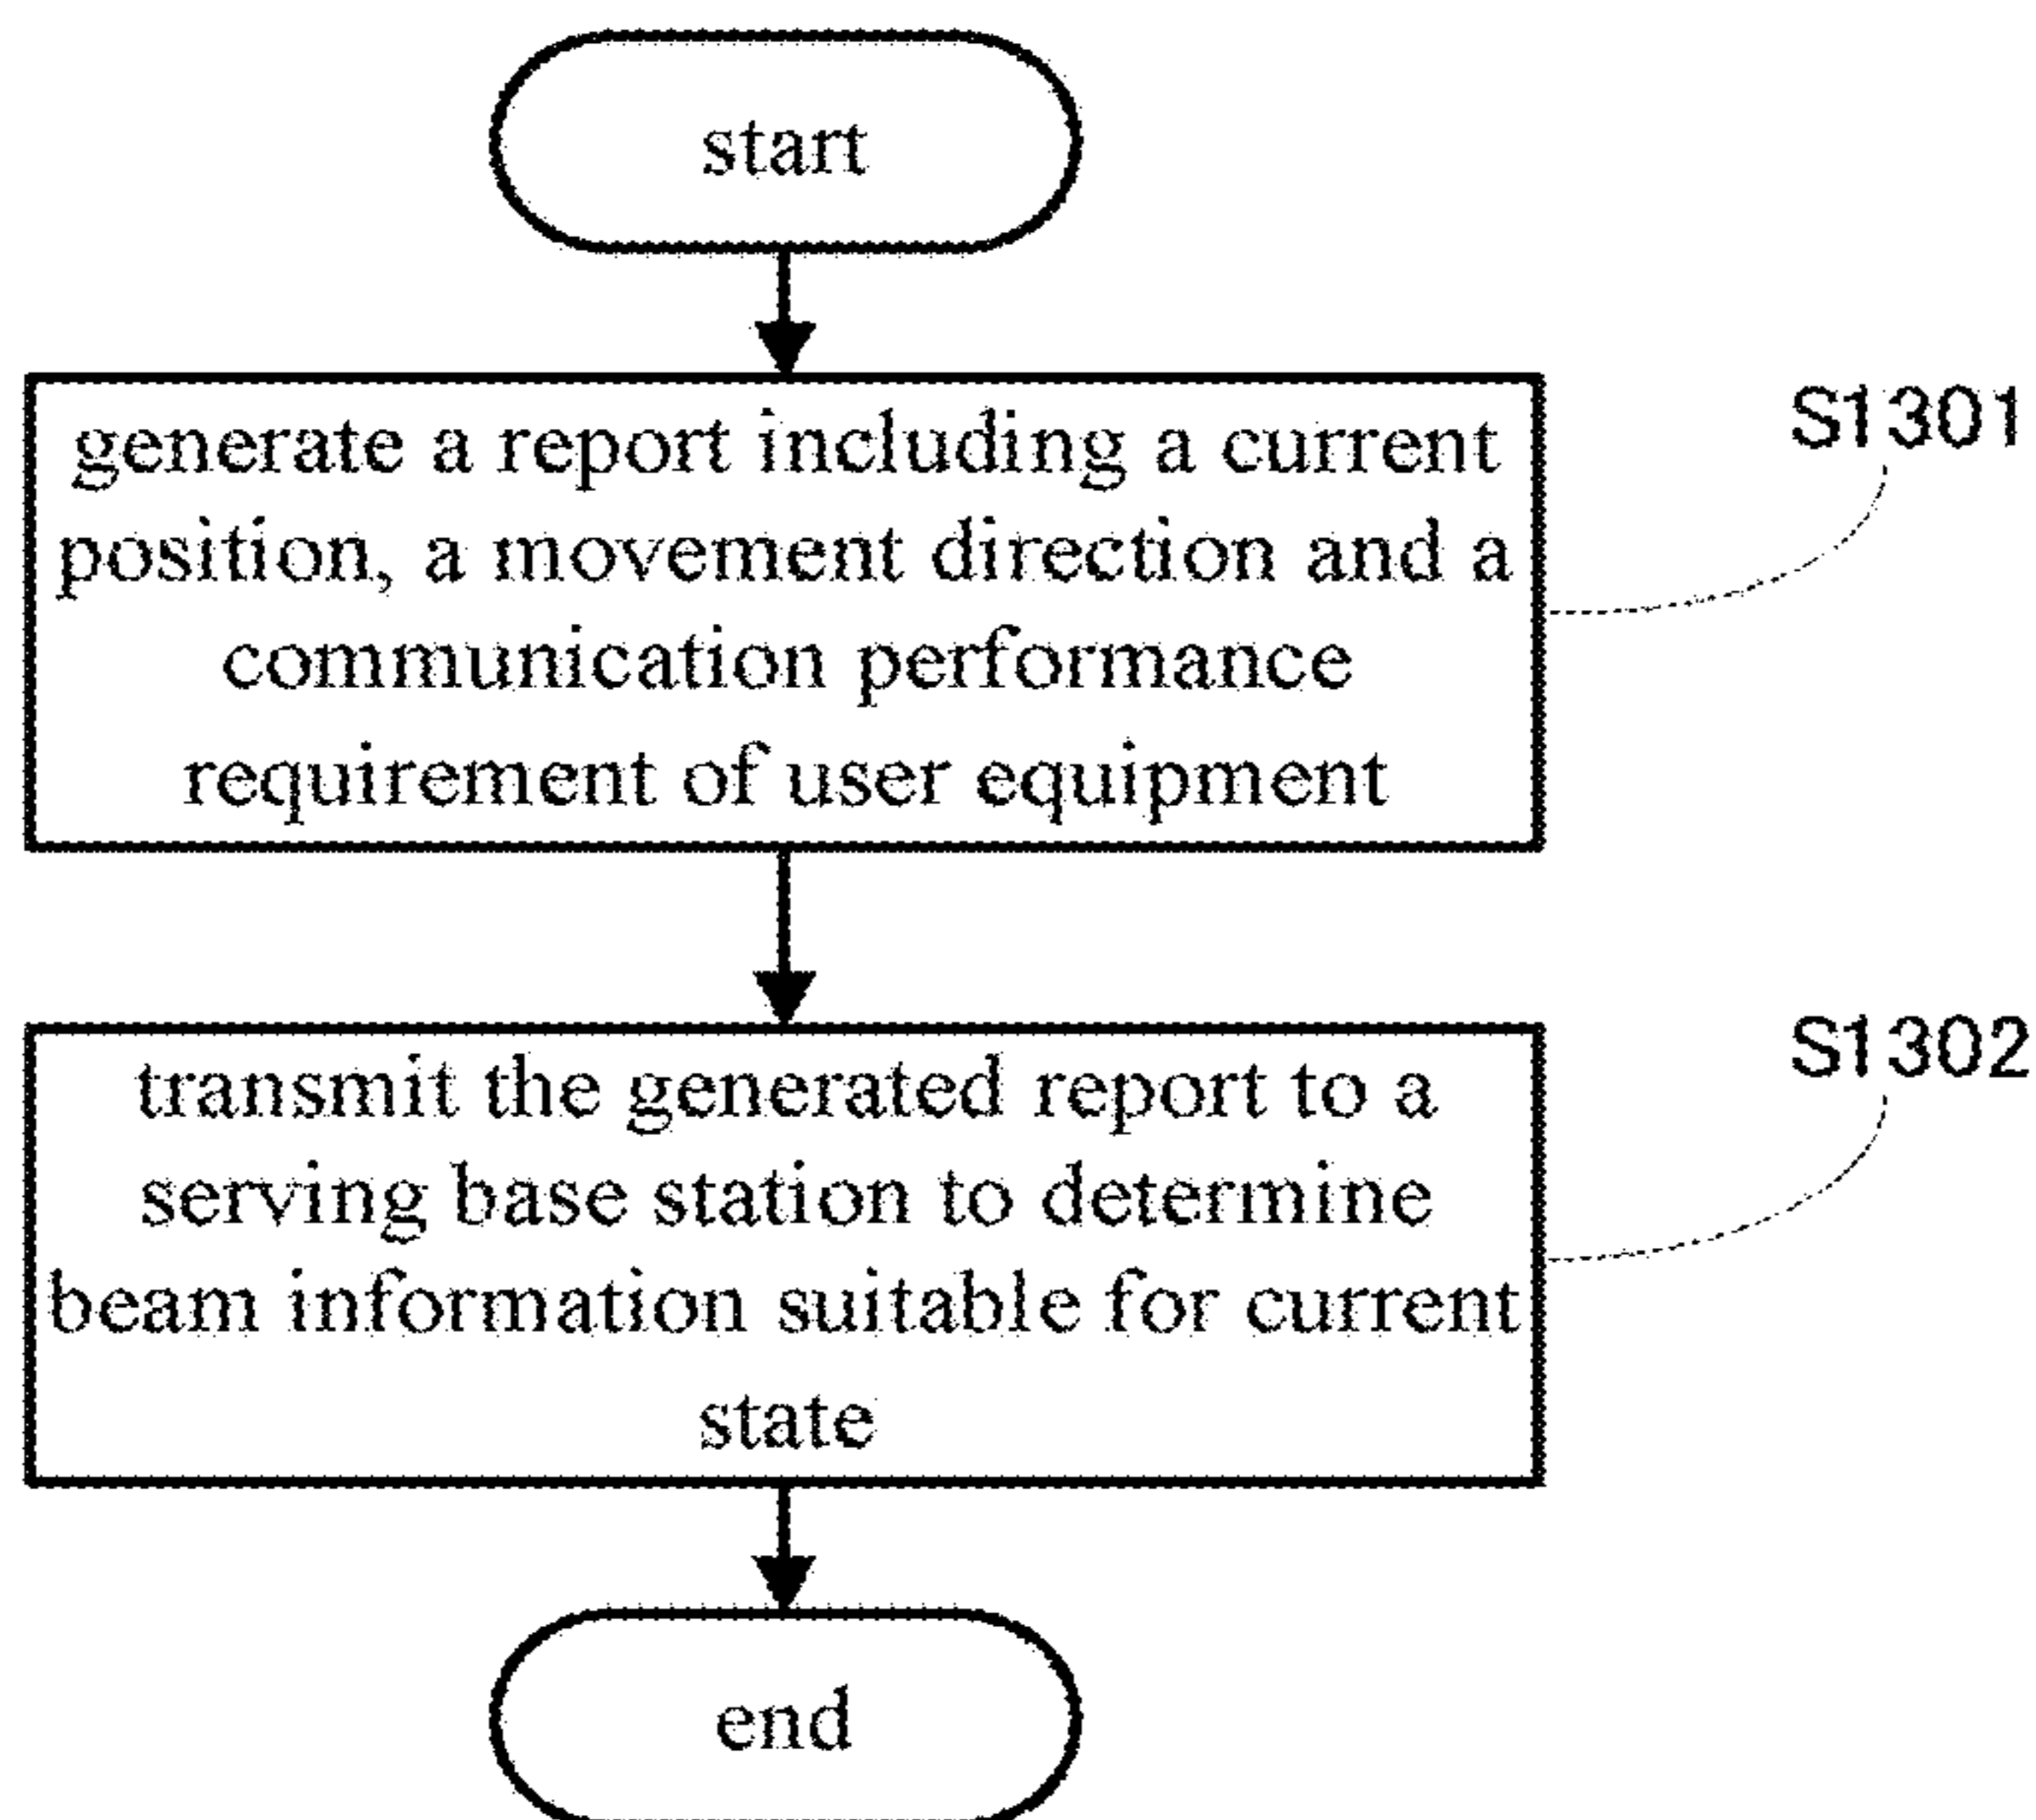 start
generate a report including a current
S1301
position, a movement direction and a
communication performance
requirement of user equipment
transmit the generated report to a
S1302
serving base station to determine
beam information suitable for current
state
end